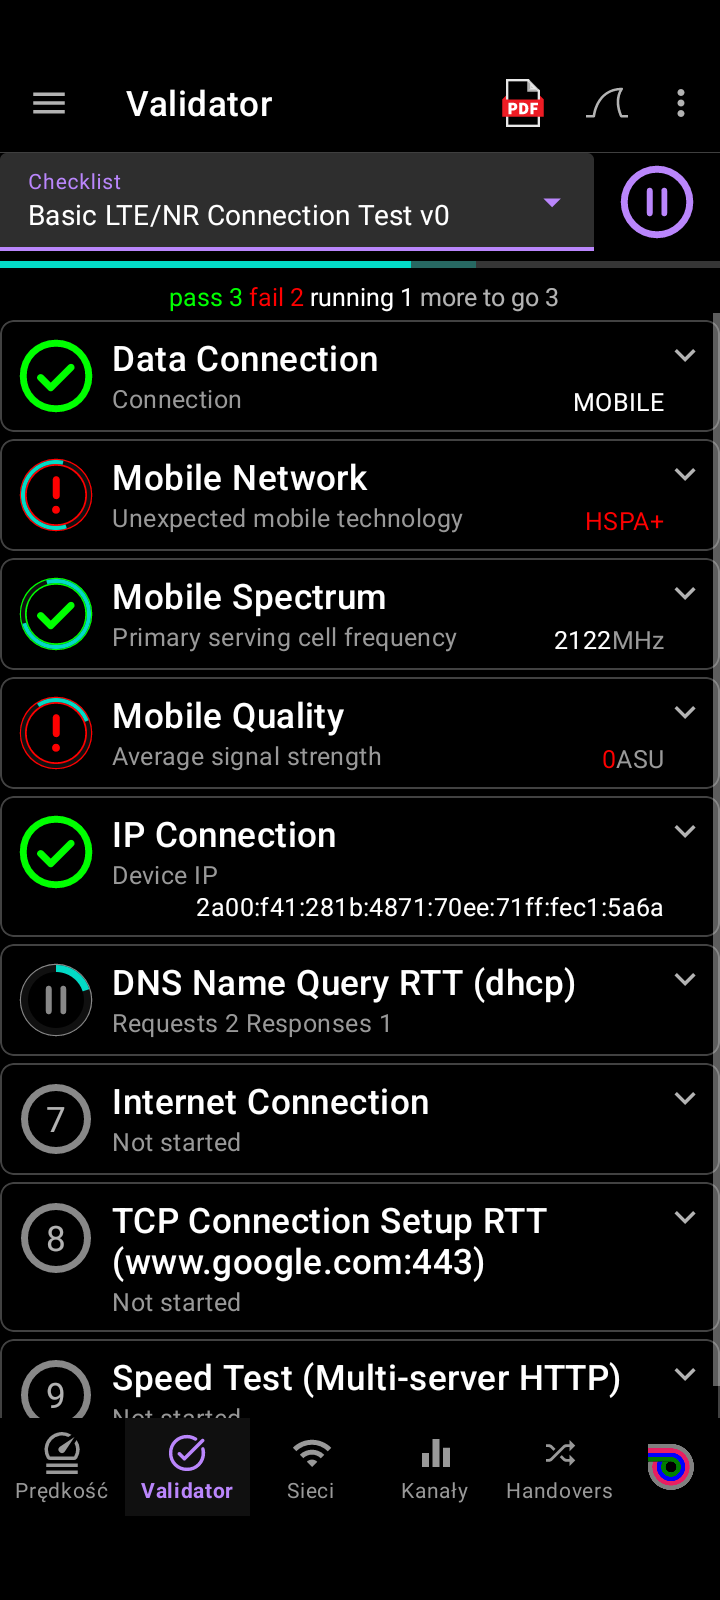 Validator
PDF
Checklist
Basic LTE/NR Connection Test v0
pass 3 fail 2 running 1 more to go 3
Data Connection
Connection
MOBILE
Mobile Network
Unexpected mobile technology
HSPA+
Mobile Spectrum
Primary serving cell frequency
2122MHz
Mobile Quality
Average signal strength
0ASU
IP Connection
Device IP
2a00:f41:281b:4871:70ee:71ff:fec1:5a6a
DNS Name Query RTT (dhcp)
Requests 2 Responses 1
7
Internet Connection
Not started
8
TCP Connection Setup RTT
(www.google.com:443)
Not started
9
Speed Test (Multi-server HTTP)
Not started
Prędkość
Validator
Sieci
Kanały
Handovers